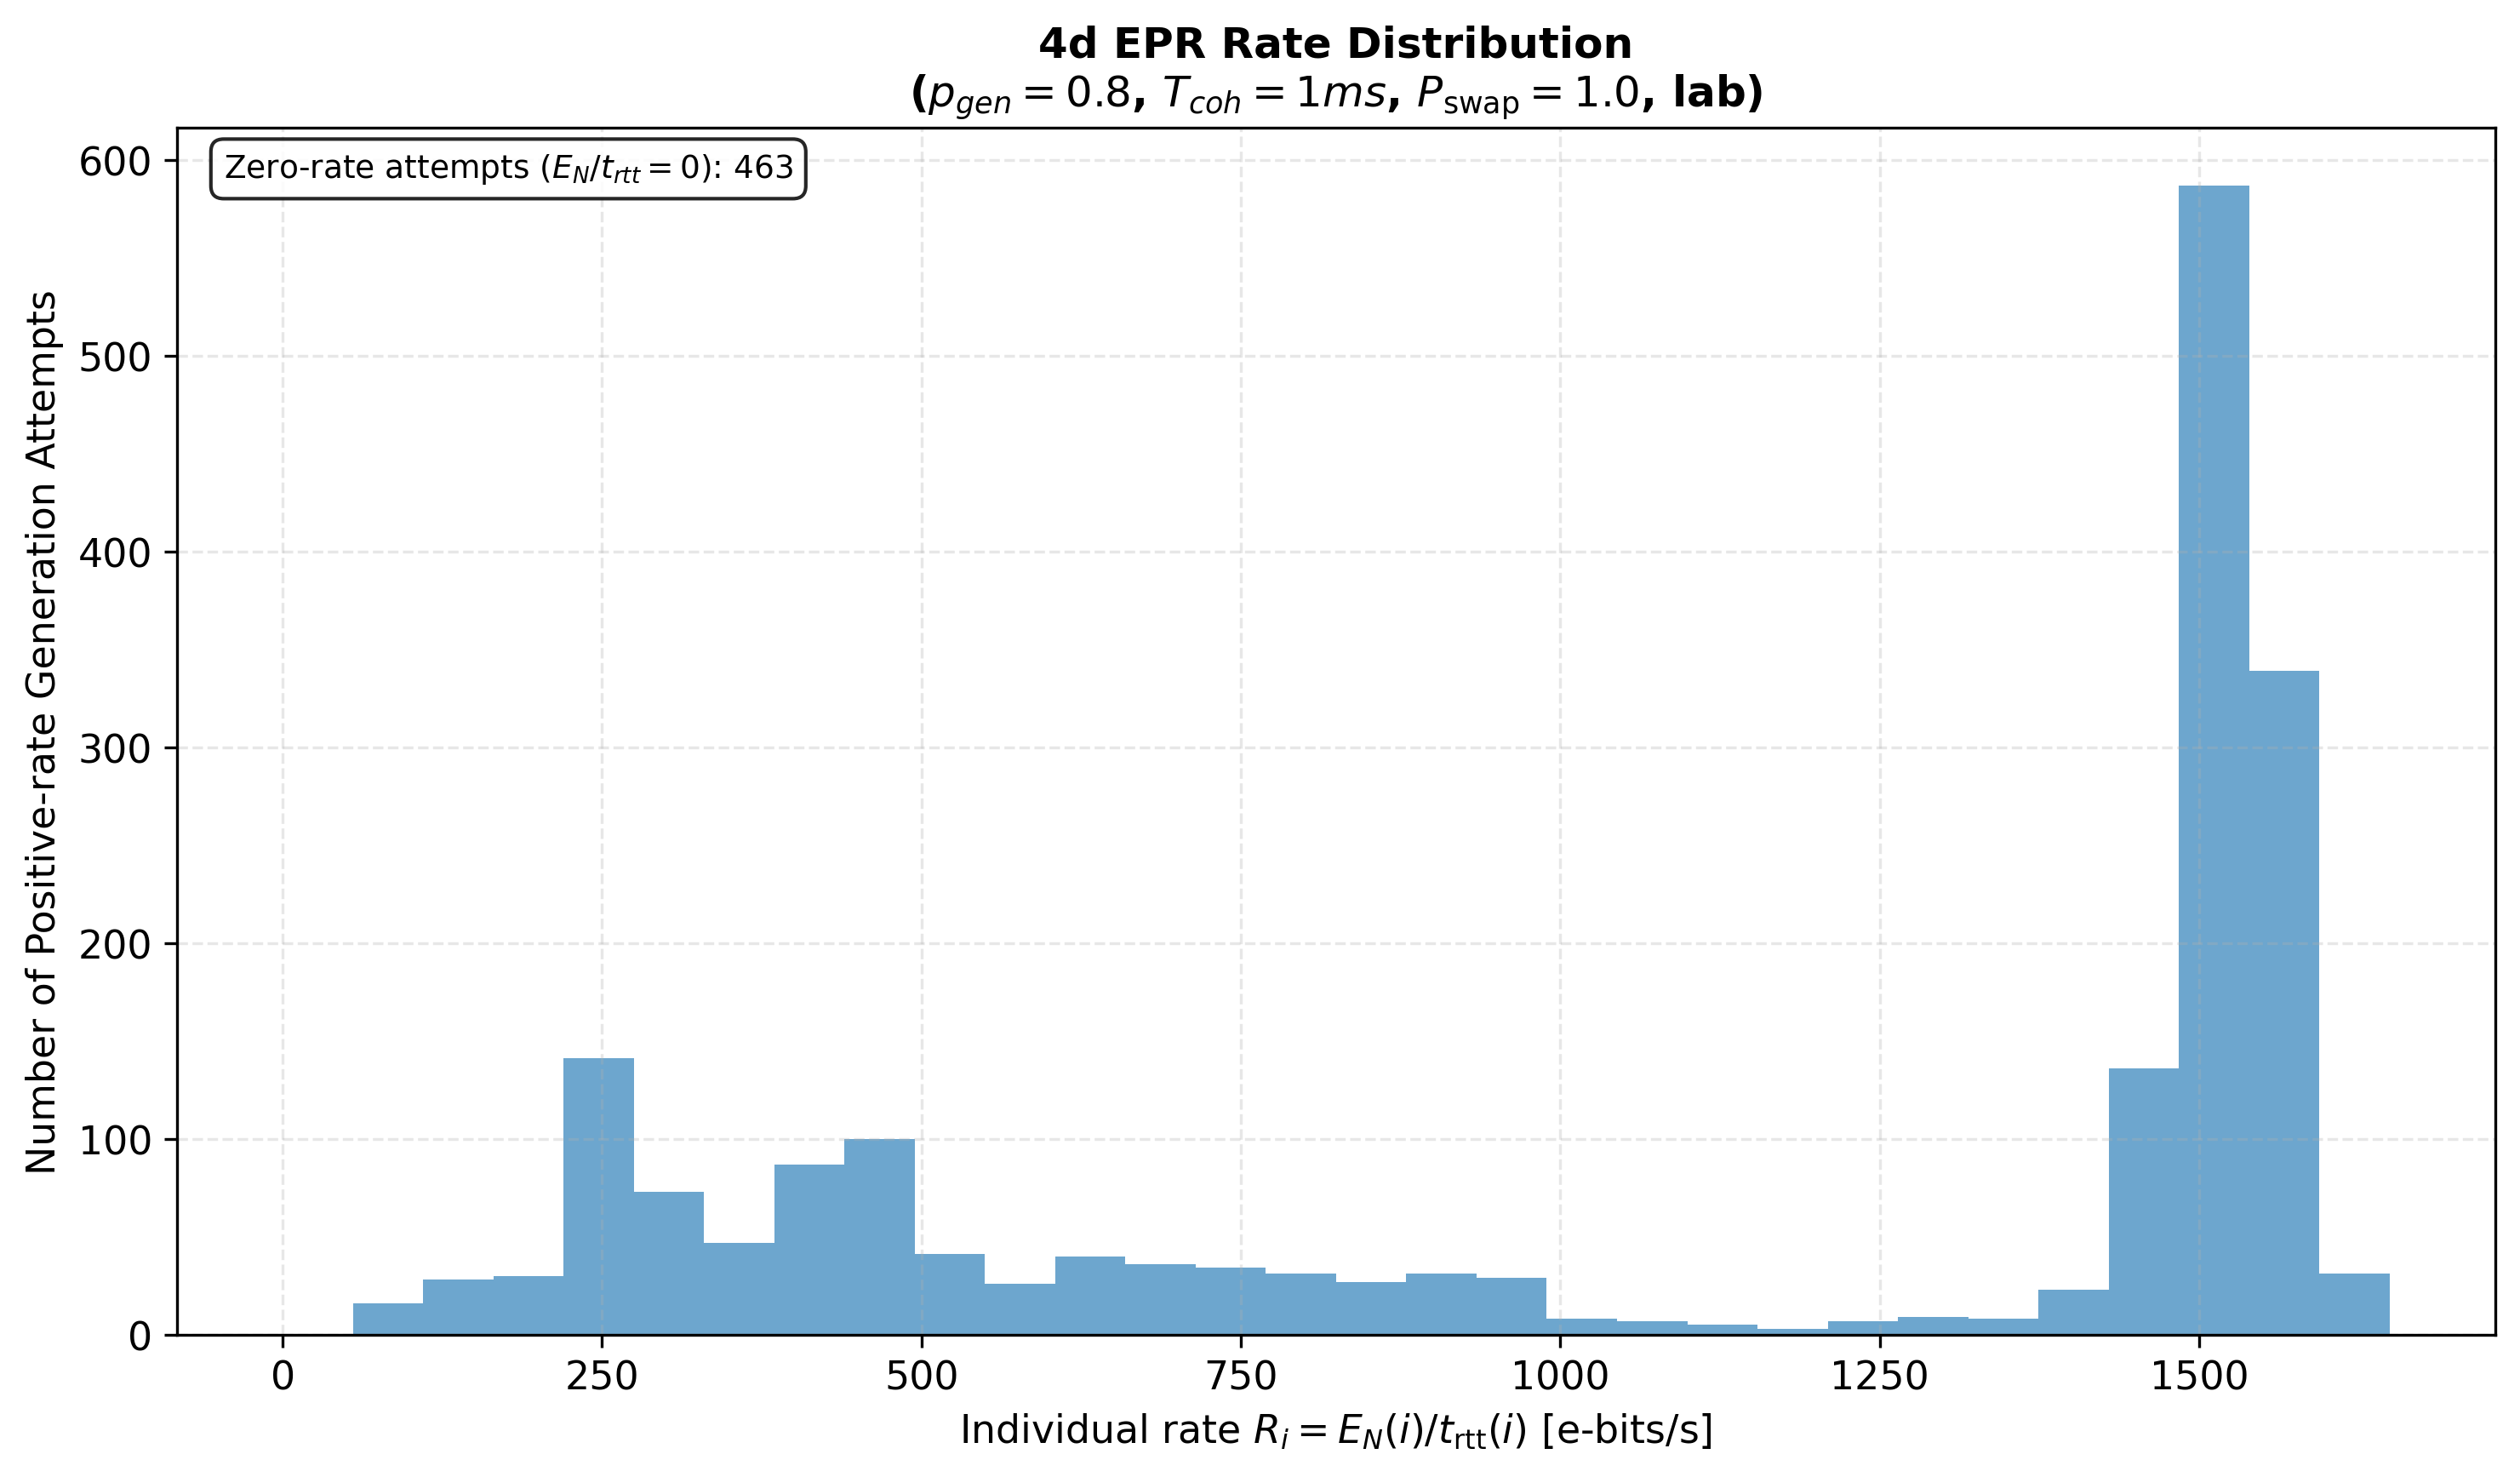 4d EPR Rate Distribution
(p_gen = 0.8, T_coh = 1ms, P_swap = 1.0, lab)
Zero-rate attempts (E_N/t_rtt = 0): 463
Number of Positive-rate Generation Attempts
600
500
400
300
200
100
0
0 250 500 750 1000 1250 1500
Individual rate R_i = E_N(i)/t_rtt(i) [e-bits/s]